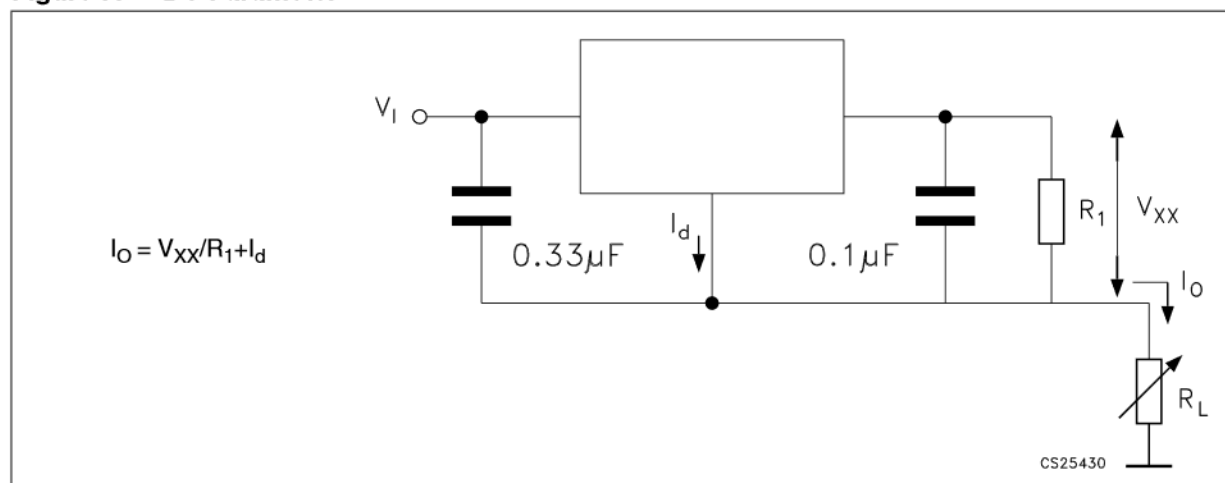 V_I
I_d
0.33µF
0.1µF
R_1
V_XX
I_O = V_XX/R_1+I_d
I_O
R_L
CS25430